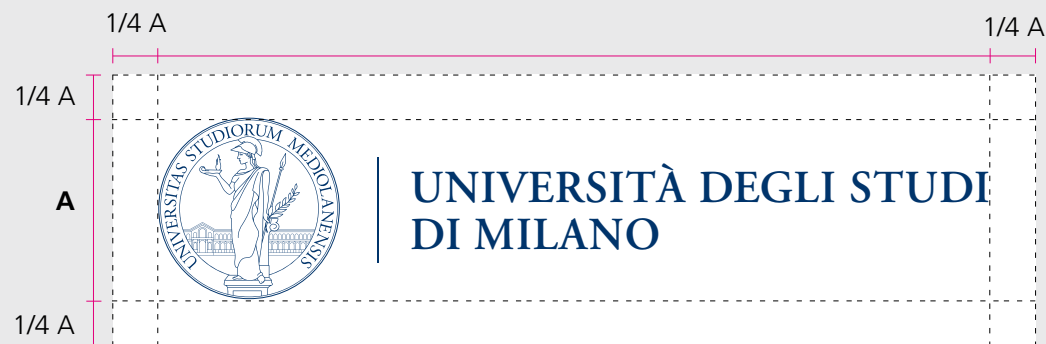 1/4 A
1/4 A
1/4 A
UNIVERSITAS STUDIORUM MEDIOLANENSIS
A
UNIVERSITÀ DEGLI STUDI
DI MILANO
1/4 A